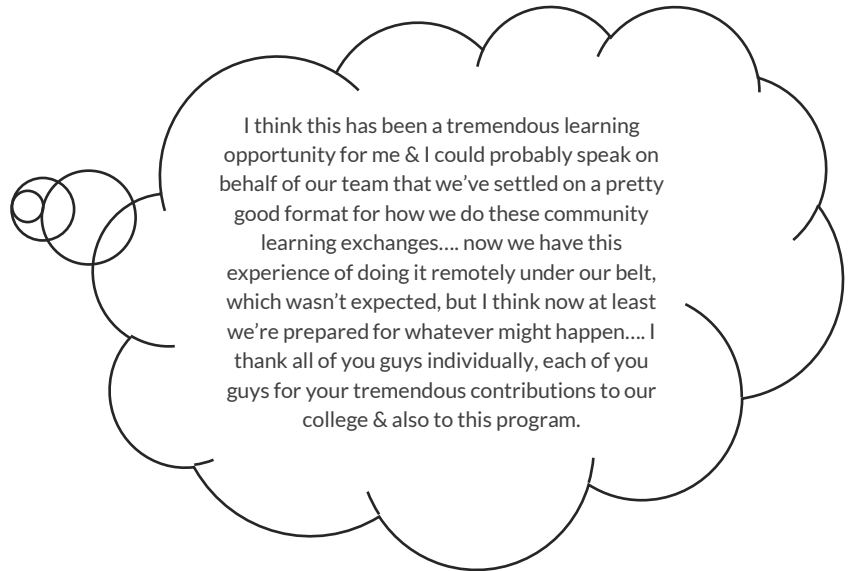 I think this has been a tremendous learning
opportunity for me & I could probably speak on
behalf of our team that we’ve settled on a pretty
good format for how we do these community
learning exchanges…. now we have this
experience of doing it remotely under our belt,
which wasn’t expected, but I think now at least
we’re prepared for whatever might happen…. I
thank all of you guys individually, each of you
guys for your tremendous contributions to our
college & also to this program.